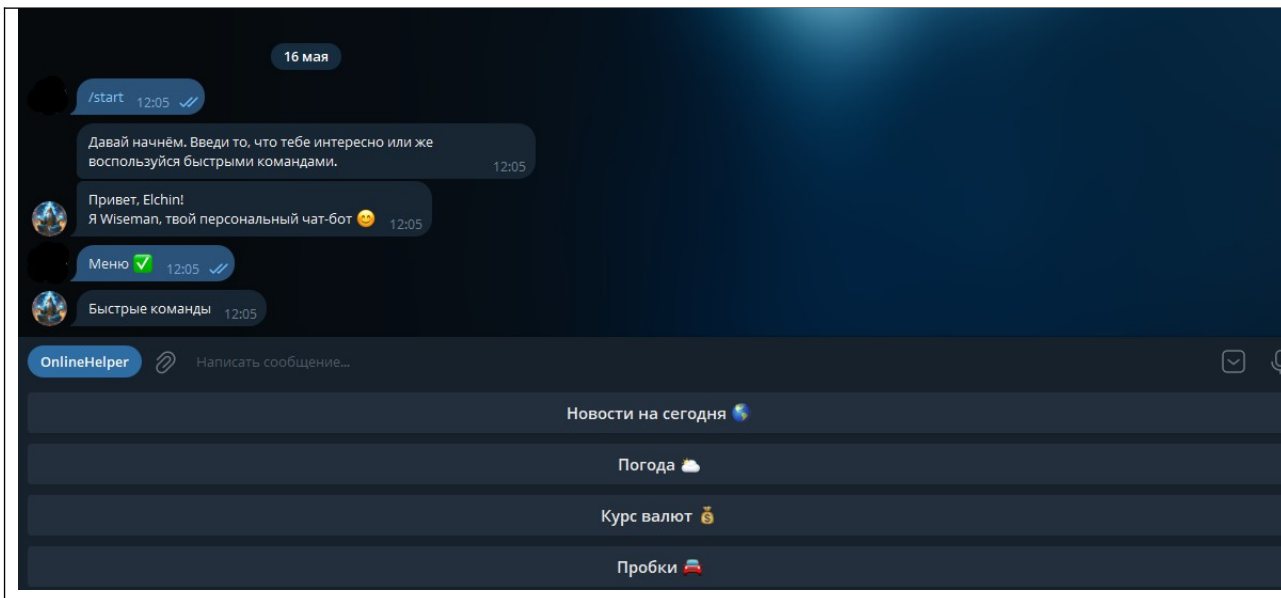 16 мая
/start 12:05
Давай начнём. Введи то, что тебе интересно или же
воспользуйся быстрыми командами. 12:05
Привет, Elchin!
Я Wiseman, твой персональный чат-бот 😊 12:05
Меню ✅ 12:05
Быстрые команды 12:05
OnlineHelper Написать сообщение...
Новости на сегодня 🌎
Погода 🌥
Курс валют 💰
Пробки 🚘